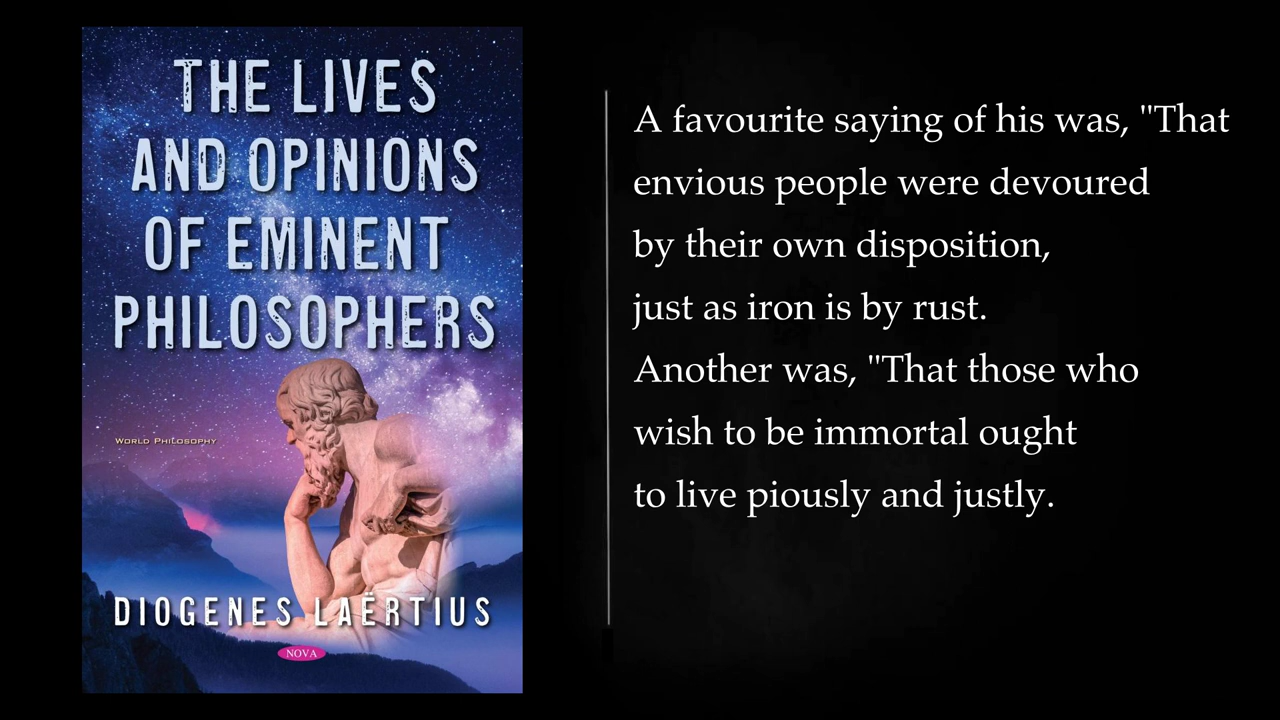 THE LIVES
AND OPINIONS
OF EMINENT
PHILOSOPHERS
WORLD PHILOSOPHY
DIOGENES LAËRTIUS
NOVA
A favourite saying of his was, "That
envious people were devoured
by their own disposition,
just as iron is by rust.
Another was, "That those who
wish to be immortal ought
to live piously and justly.